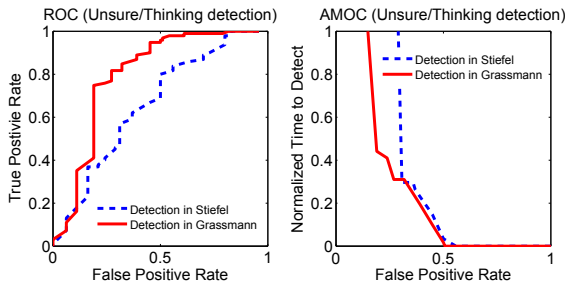 ROC (Unsure/Thinking detection)
1
0.8
0.6
0.4
0.2
0
0
0.5
1
True Postivie Rate
False Positive Rate
Detection in Stiefel
Detection in Grassmann
AMOC (Unsure/Thinking detection)
1
0.8
0.6
0.4
0.2
0
0
0.5
1
Normalized Time to Detect
False Positive Rate
Detection in Stiefel
Detection in Grassmann